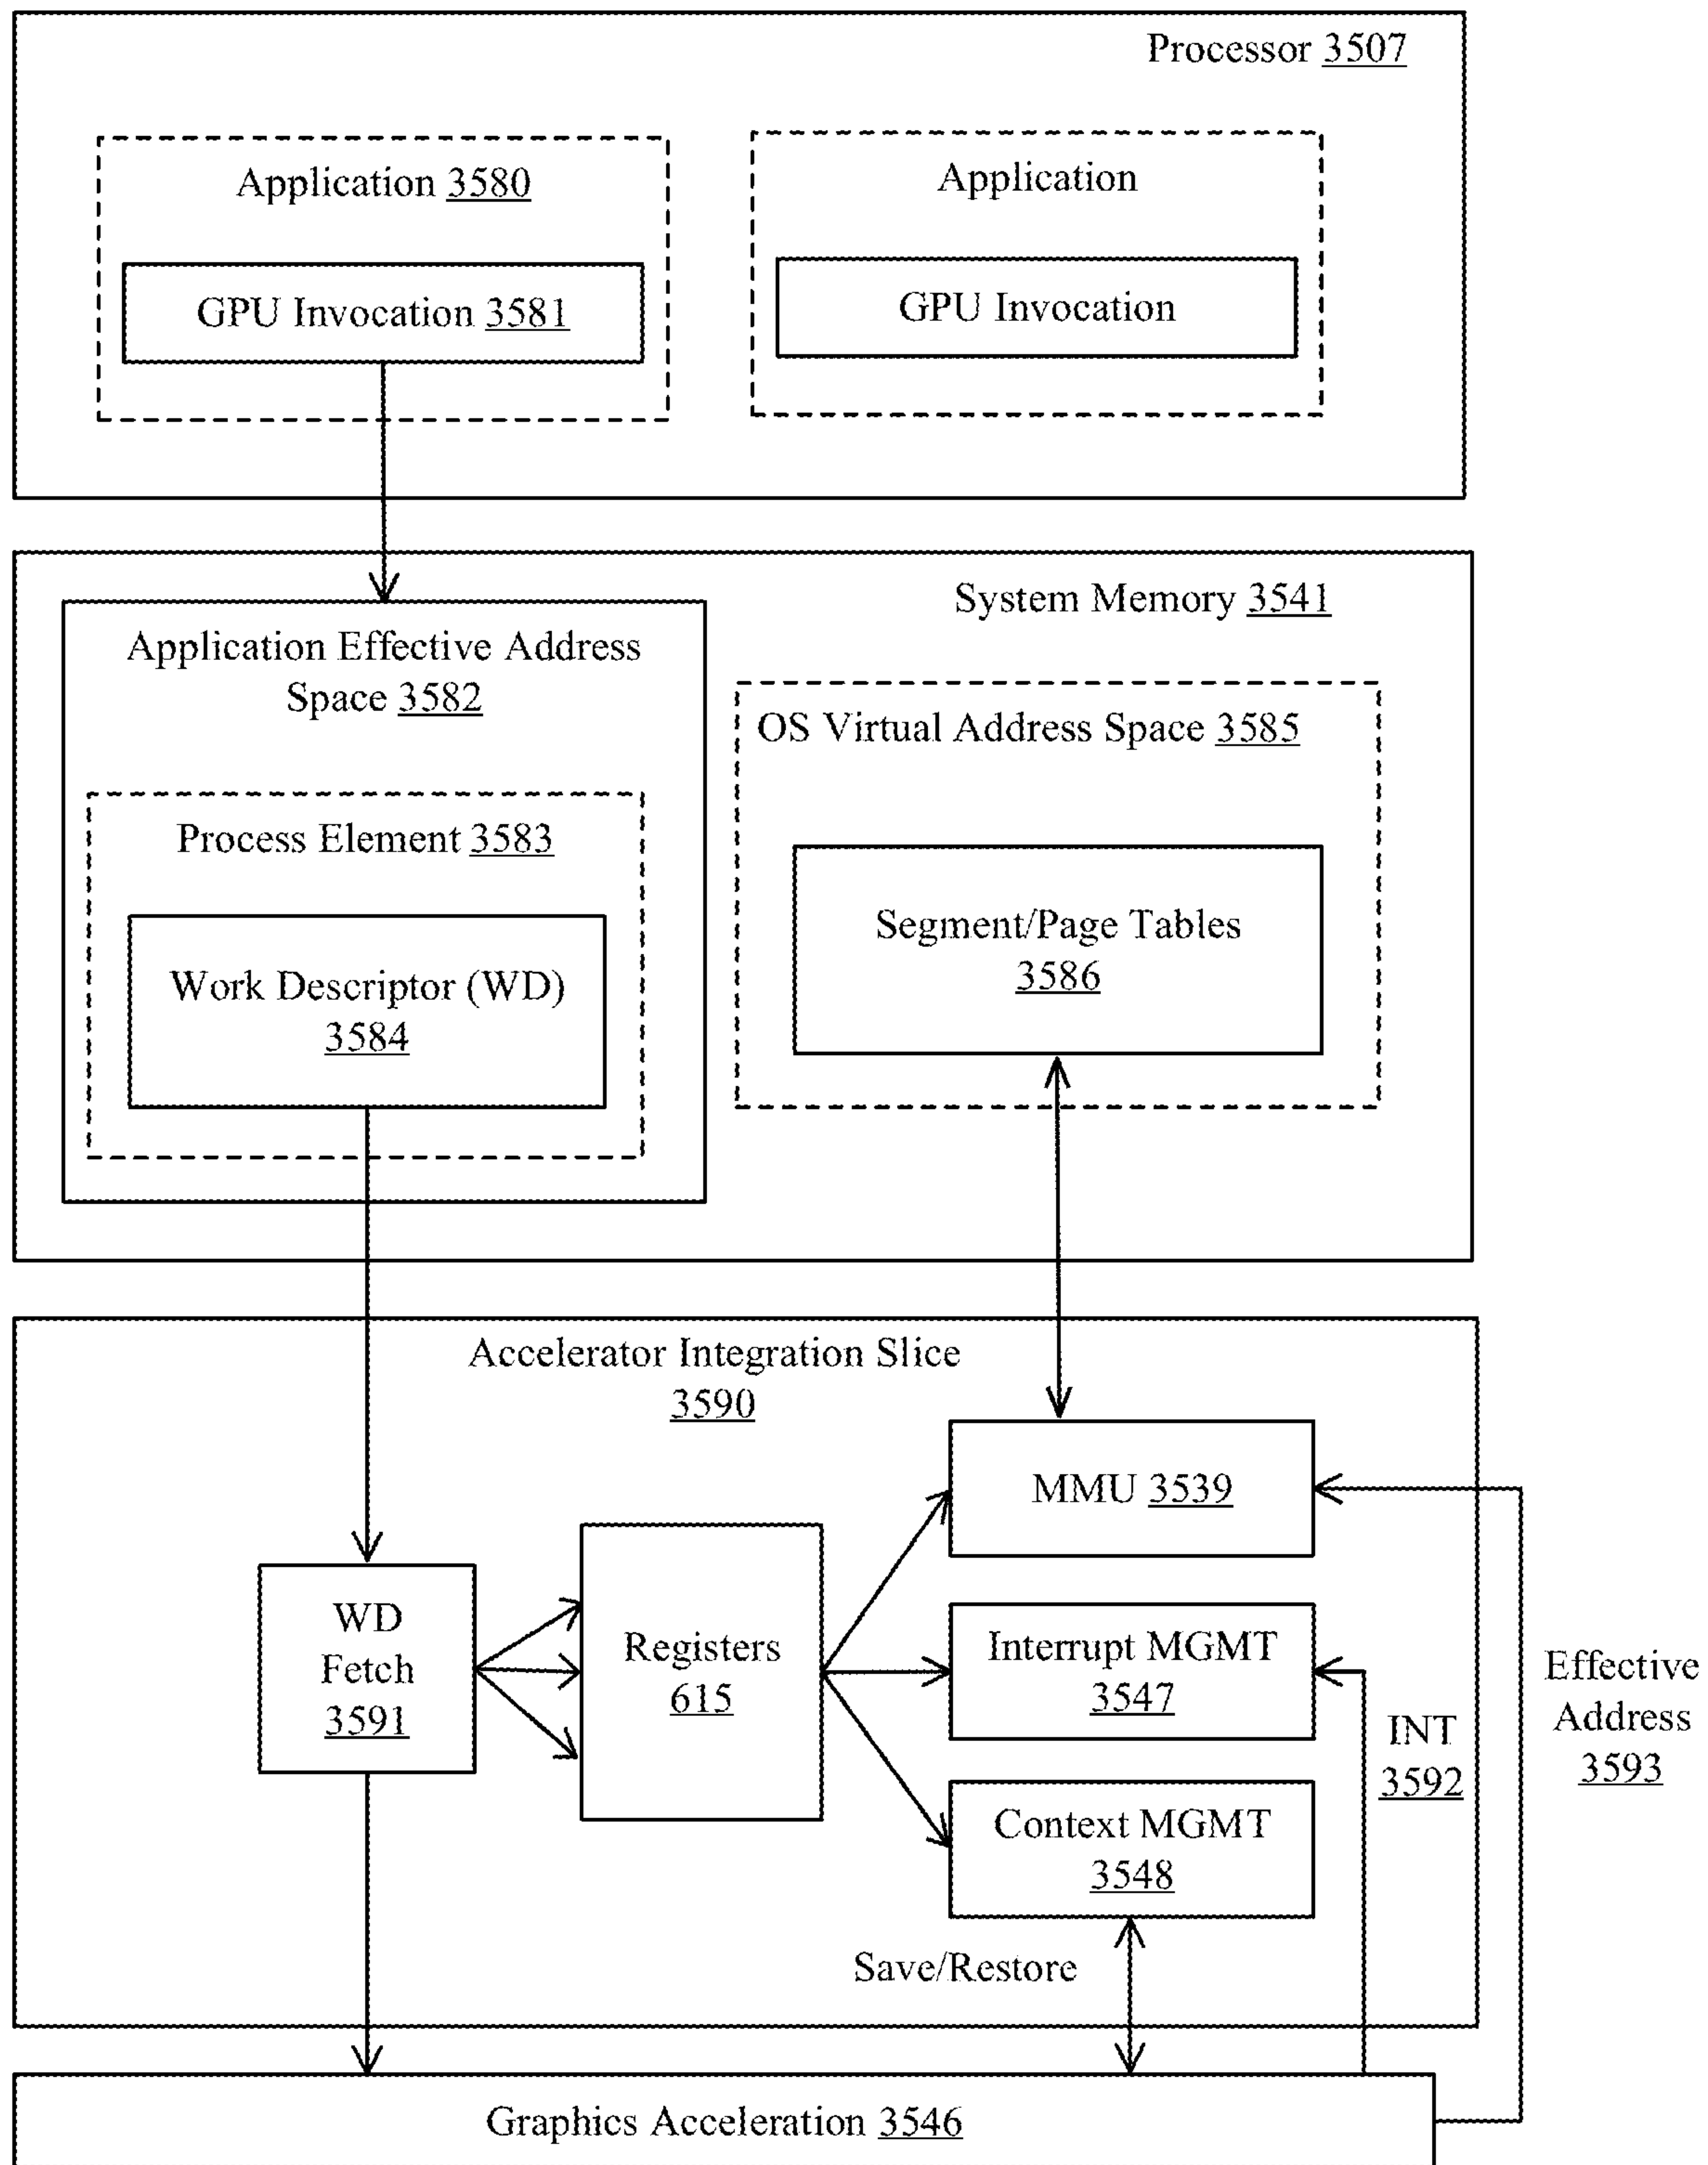 Processor 3507
Application 3580
GPU Invocation 3581
Application
GPU Invocation
System Memory 3541
Application Effective Address
Space 3582
Process Element 3583
Work Descriptor (WD)
3584
OS Virtual Address Space 3585
Segment/Page Tables
3586
Accelerator Integration Slice
3590
WD
Fetch
3591
Registers
615
MMU 3539
Interrupt MGMT
3547
Context MGMT
3548
Save/Restore
INT
3592
Effective
Address
3593
Graphics Acceleration 3546